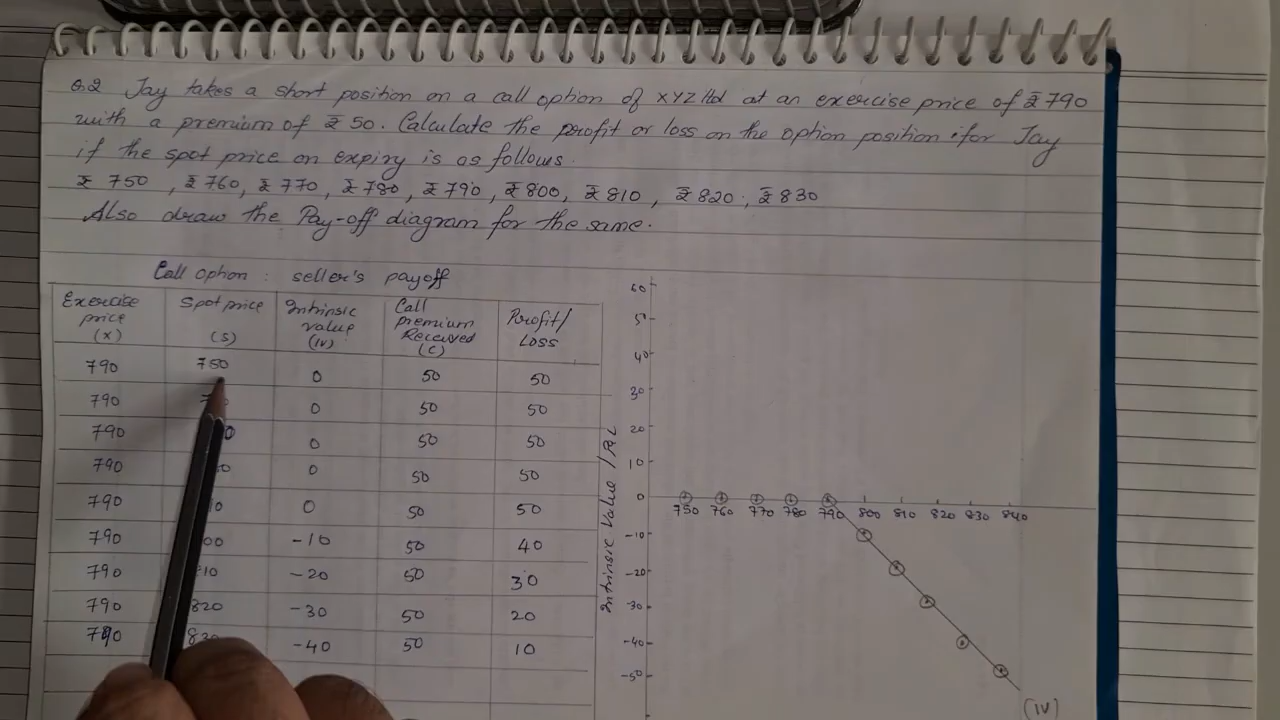 Q.2 Jay takes a short position on a call option of XYZ ltd at an exercise price of ₹790
with a premium of ₹ 50. Calculate the profit or loss on the option position for Jay
if the spot price on expiry is as follows.
₹ 750 , ₹ 760, ₹ 770, ₹ 780, ₹ 790, ₹ 800, ₹ 810, ₹ 820, ₹ 830
Also draw the Pay-off diagram for the same.
Call option : seller's payoff
Exercise price (X) Spot price (S) Intrinsic value (IV) Call premium Received (C) Profit/ Loss
790 750 0 50 50
790 0 50 50
790 0 50 50
790 0 50 50
790 0 50 50
790 -10 50 40
790 -20 50 30
790 820 -30 50 20
790 -40 50 10
60
50
40
30
20
10
0
-10
-20
-30
-40
-50
Intrinsic Value / P&L
750 760 770 780 790 800 810 820 830 840
(IV)